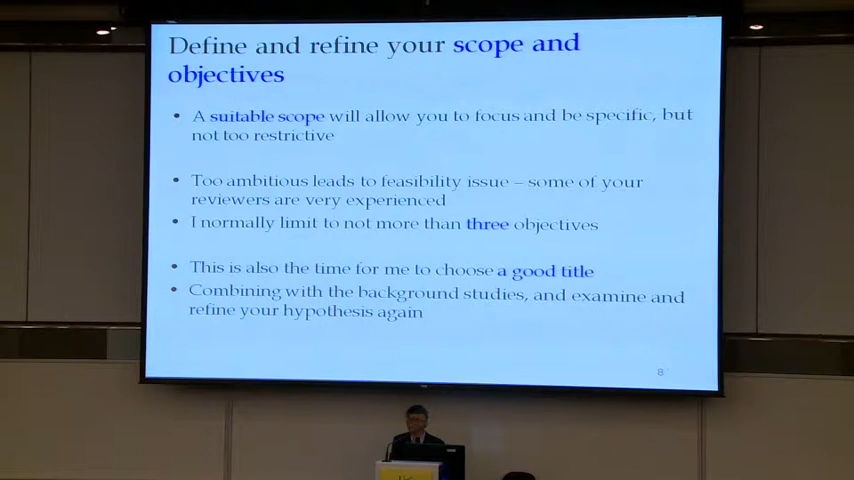 Define and refine your scope and
objectives
• A suitable scope will allow you to focus and be specific, but
not too restrictive
• Too ambitious leads to feasibility issue – some of your
reviewers are very experienced
• I normally limit to not more than three objectives
• This is also the time for me to choose a good title
• Combining with the background studies, and examine and
refine your hypothesis again
8